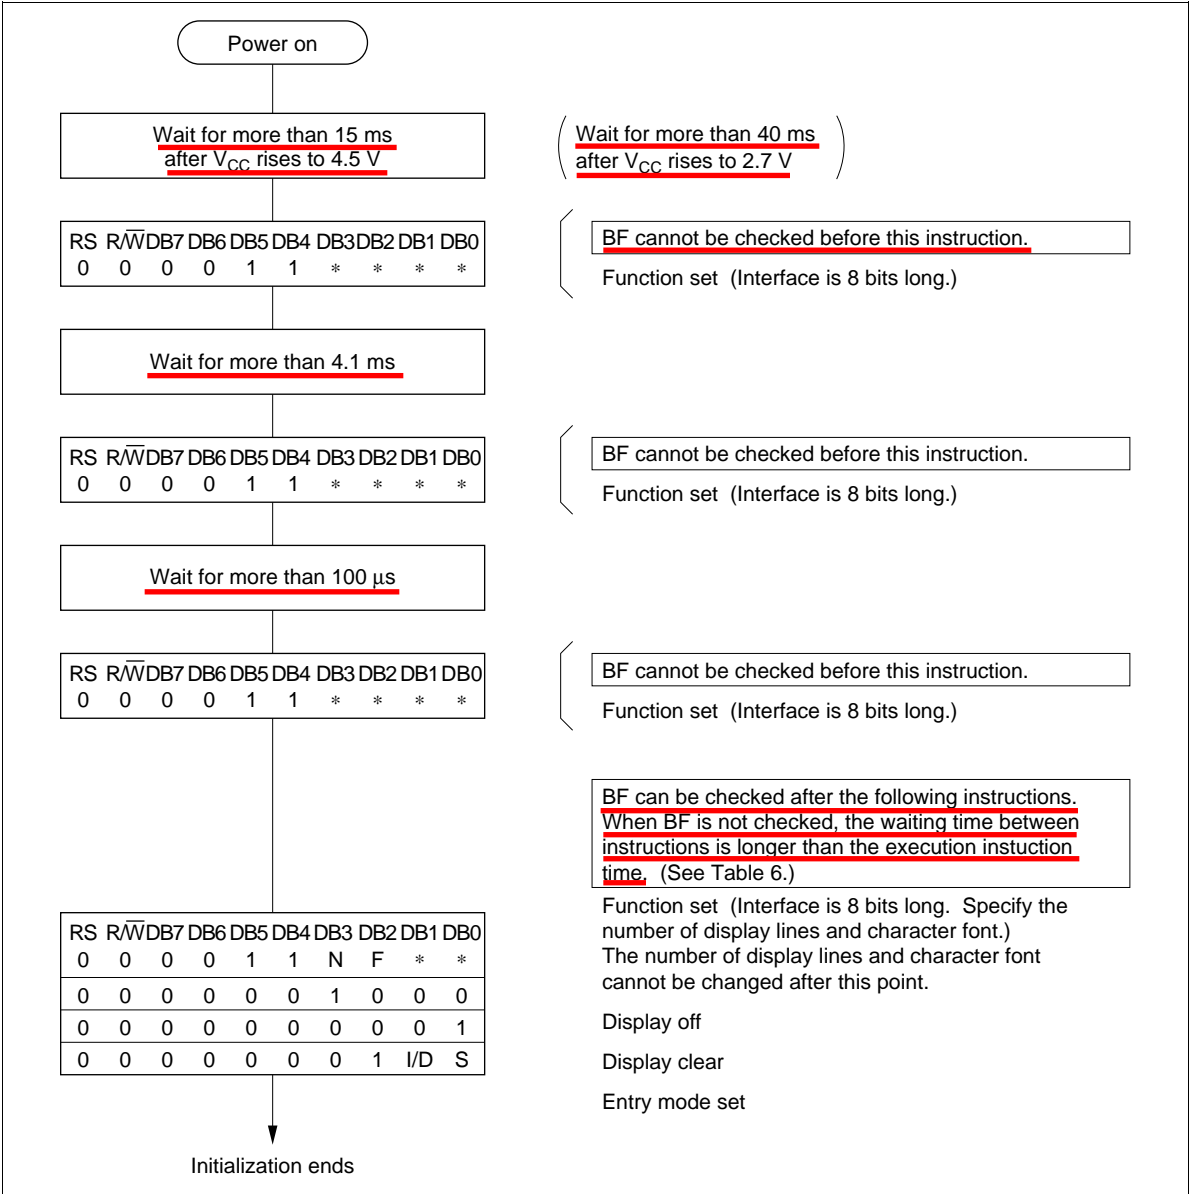 Power on
Wait for more than 15 ms
after VCC rises to 4.5 V
Wait for more than 40 ms
after VCC rises to 2.7 V
RS R/W DB7 DB6 DB5 DB4 DB3 DB2 DB1 DB0
0 0 0 0 1 1 * * * *
BF cannot be checked before this instruction.
Function set (Interface is 8 bits long.)
Wait for more than 4.1 ms
RS R/W DB7 DB6 DB5 DB4 DB3 DB2 DB1 DB0
0 0 0 0 1 1 * * * *
BF cannot be checked before this instruction.
Function set (Interface is 8 bits long.)
Wait for more than 100 μs
RS R/W DB7 DB6 DB5 DB4 DB3 DB2 DB1 DB0
0 0 0 0 1 1 * * * *
BF cannot be checked before this instruction.
Function set (Interface is 8 bits long.)
BF can be checked after the following instructions.
When BF is not checked, the waiting time between
instructions is longer than the execution instuction
time. (See Table 6.)
RS R/W DB7 DB6 DB5 DB4 DB3 DB2 DB1 DB0
0 0 0 0 1 1 N F * *
0 0 0 0 0 0 1 0 0 0
0 0 0 0 0 0 0 0 0 1
0 0 0 0 0 0 0 1 I/D S
Function set (Interface is 8 bits long. Specify the
number of display lines and character font.)
The number of display lines and character font
cannot be changed after this point.
Display off
Display clear
Entry mode set
Initialization ends